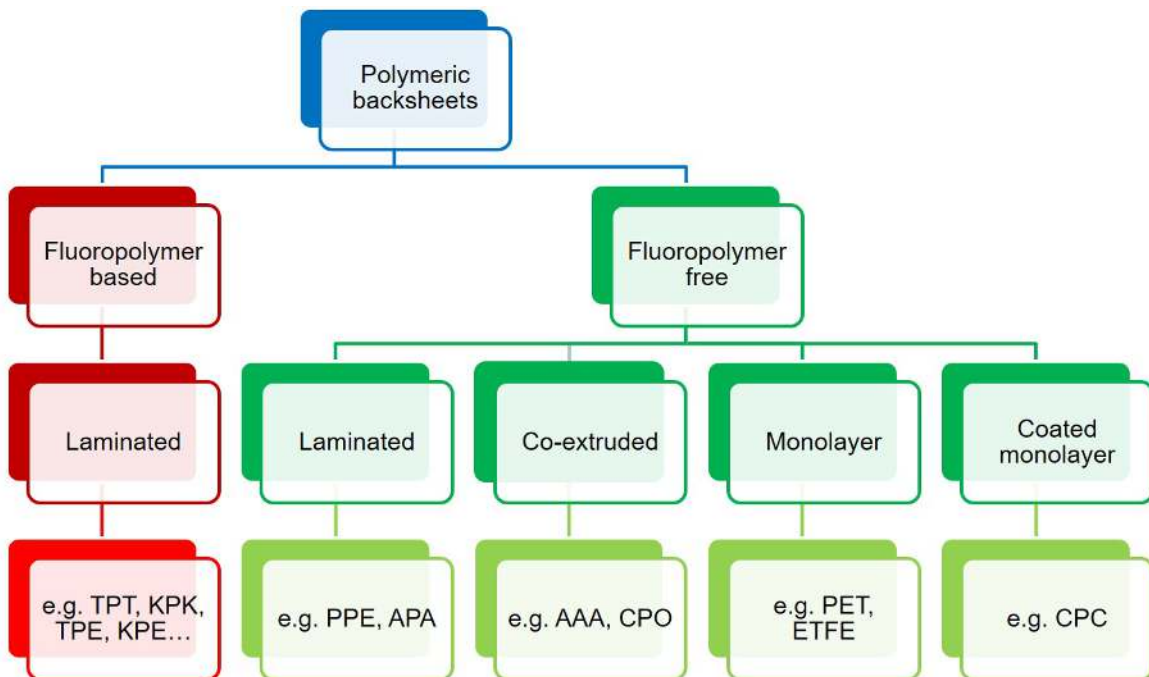 Polymeric
backsheets
Fluoropolymer
based
Fluoropolymer
free
Laminated
Laminated
Co-extruded
Monolayer
Coated
monolayer
e.g. TPT, KPK,
TPE, KPE…
e.g. PPE, APA
e.g. AAA, CPO
e.g. PET,
ETFE
e.g. CPC